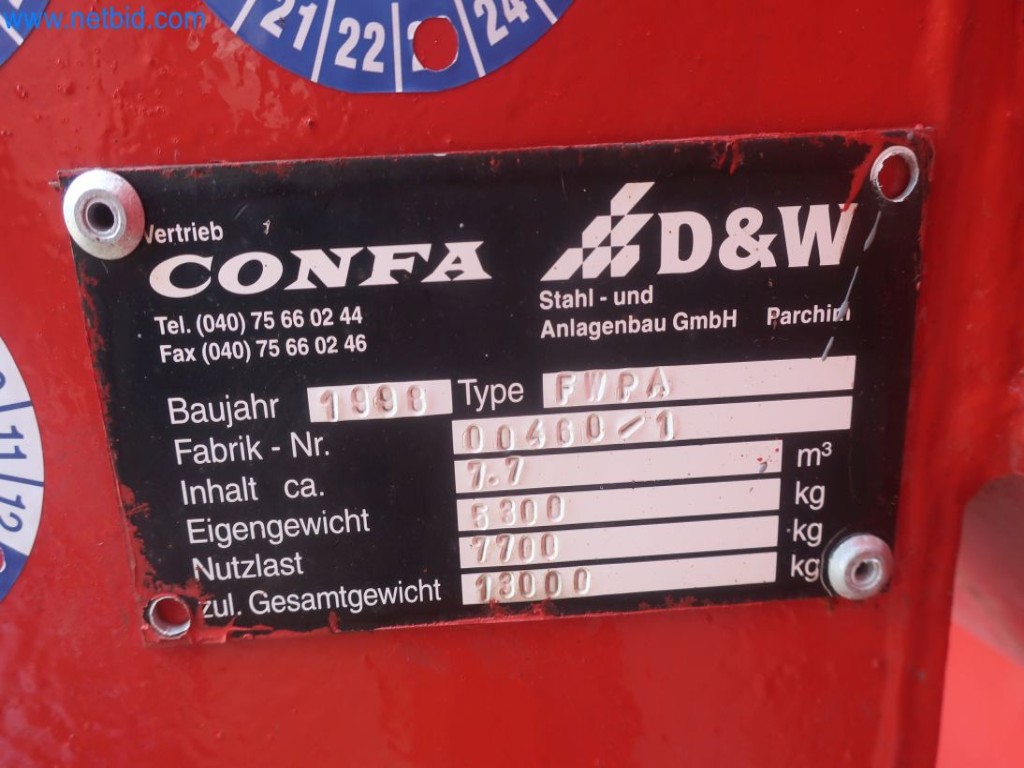 www.netbid.com
21 22 24
Vertrieb
CONFA
D&W
Tel. (040) 75 66 02 44
Fax (040) 75 66 02 46
Stahl - und
Anlagenbau GmbH Parchim
Baujahr 1998 Type FWPA
Fabrik - Nr. 00460/1
Inhalt ca. 7.7 m³
Eigengewicht 5300 kg
Nutzlast 7700 kg
zul. Gesamtgewicht 13000 kg
11 12